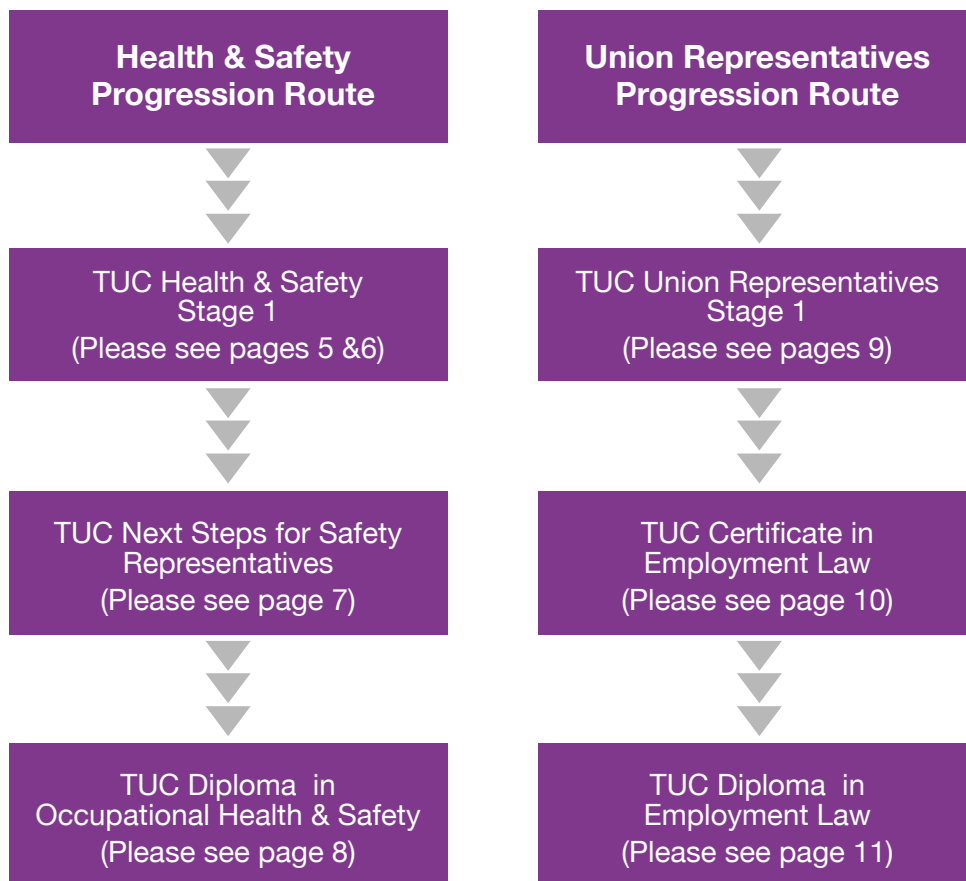 Health & Safety
Progression Route
TUC Health & Safety
Stage 1
(Please see pages 5 &6)
TUC Next Steps for Safety
Representatives
(Please see page 7)
TUC Diploma in
Occupational Health & Safety
(Please see page 8)
Union Representatives
Progression Route
TUC Union Representatives
Stage 1
(Please see pages 9)
TUC Certificate in
Employment Law
(Please see page 10)
TUC Diploma in
Employment Law
(Please see page 11)